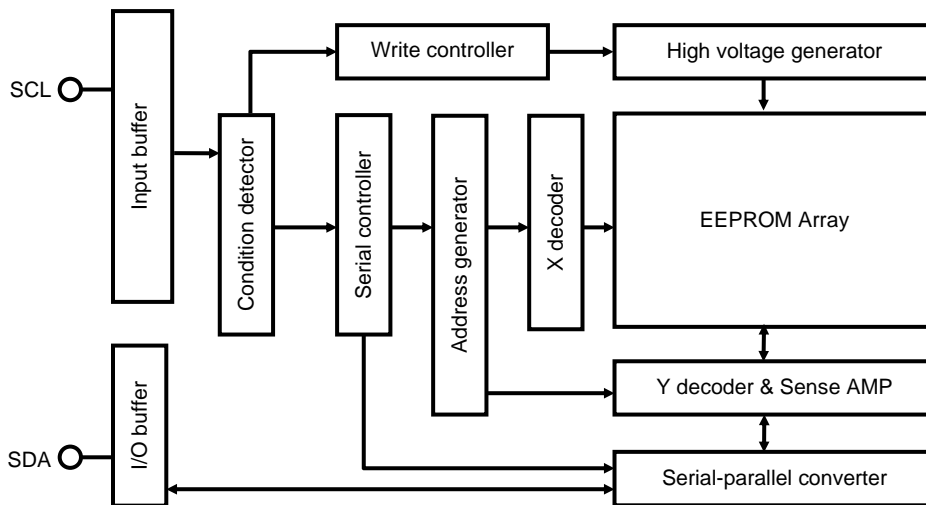 Write controller
High voltage generator
SCL
Input buffer
Condition detector
Serial controller
Address generator
X decoder
EEPROM Array
I/O buffer
Y decoder & Sense AMP
SDA
Serial-parallel converter